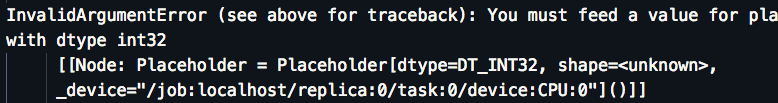 InvalidArgumentError (see above for traceback): You must feed a value for pla
with dtype int32
[[Node: Placeholder = Placeholder[dtype=DT_INT32, shape=<unknown>,
_device="/job:localhost/replica:0/task:0/device:CPU:0"]()]]